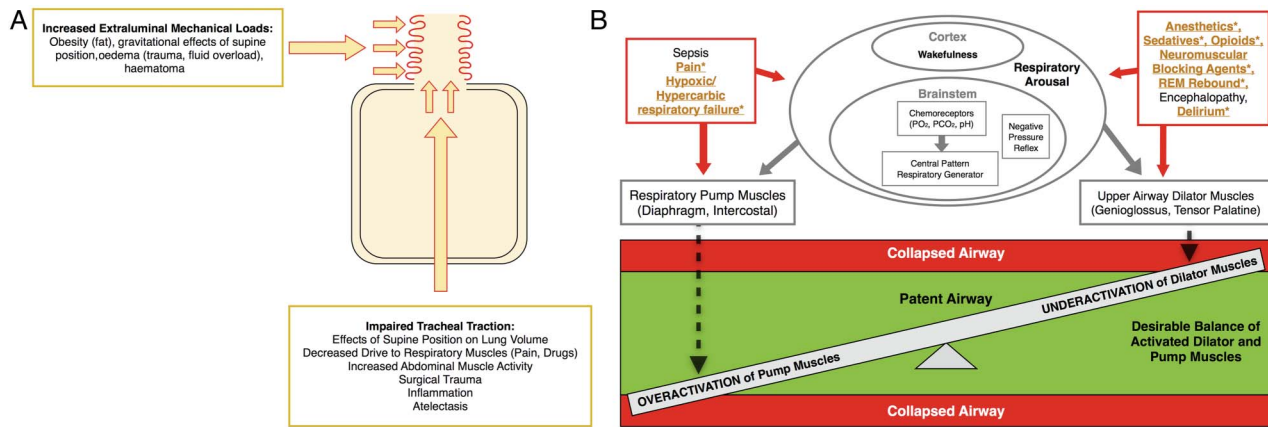 A
Increased Extraluminal Mechanical Loads:
Obesity (fat), gravitational effects of supine
position,oedema (trauma, fluid overload),
haematoma
Impaired Tracheal Traction:
Effects of Supine Position on Lung Volume
Decreased Drive to Respiratory Muscles (Pain, Drugs)
Increased Abdominal Muscle Activity
Surgical Trauma
Inflammation
Atelectasis
B
Sepsis
Pain*
Hypoxic/
Hypercarbic
respiratory failure*
Cortex
Wakefulness
Respiratory
Arousal
Brainstem
Chemoreceptors
(PO₂, PCO₂, pH)
Negative
Pressure
Reflex
Central Pattern
Respiratory Generator
Anesthetics*,
Sedatives*, Opioids*,
Neuromuscular
Blocking Agents*,
REM Rebound*,
Encephalopathy,
Delirium*
Respiratory Pump Muscles
(Diaphragm, Intercostal)
Upper Airway Dilator Muscles
(Genioglossus, Tensor Palatine)
Collapsed Airway
Patent Airway
UNDERACTIVATION of Dilator Muscles
OVERACTIVATION of Pump Muscles
Desirable Balance of
Activated Dilator and
Pump Muscles
Collapsed Airway